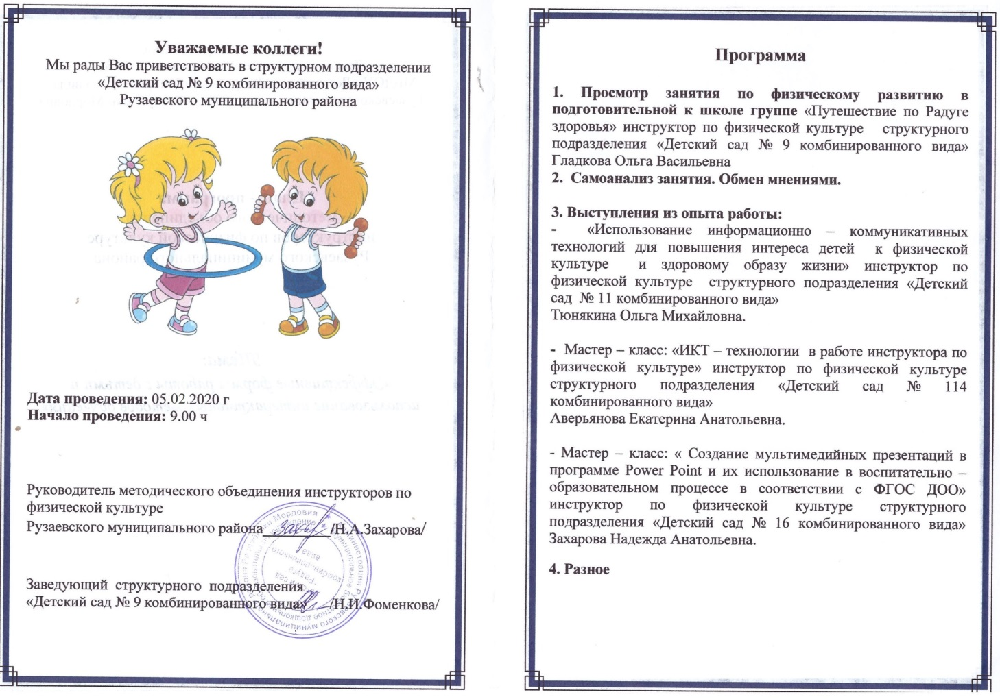 Уважаемые коллеги!
Мы рады Вас приветствовать в структурном подразделении
«Детский сад № 9 комбинированного вида»
Рузаевского муниципального района
Дата проведения: 05.02.2020 г
Начало проведения: 9.00 ч
Руководитель методического объединения инструкторов по
физической культуре
Рузаевского муниципального района /Н.А.Захарова/
Заведующий структурного подразделения
«Детский сад № 9 комбинированного вида» /Н.И.Фоменкова/
Программа
1. Просмотр занятия по физическому развитию в
подготовительной к школе группе «Путешествие по Радуге
здоровья» инструктор по физической культуре структурного
подразделения «Детский сад № 9 комбинированного вида»
Гладкова Ольга Васильевна
2. Самоанализ занятия. Обмен мнениями.
3. Выступления из опыта работы:
- «Использование информационно – коммуникативных
технологий для повышения интереса детей к физической
культуре и здоровому образу жизни» инструктор по
физической культуре структурного подразделения «Детский
сад № 11 комбинированного вида»
Тюнякина Ольга Михайловна.
- Мастер – класс: «ИКТ – технологии в работе инструктора по
физической культуре» инструктор по физической культуре
структурного подразделения «Детский сад № 114
комбинированного вида»
Аверьянова Екатерина Анатольевна.
- Мастер – класс: « Создание мультимедийных презентаций в
программе Power Point и их использование в воспитательно –
образовательном процессе в соответствии с ФГОС ДОО»
инструктор по физической культуре структурного
подразделения «Детский сад № 16 комбинированного вида»
Захарова Надежда Анатольевна.
4. Разное